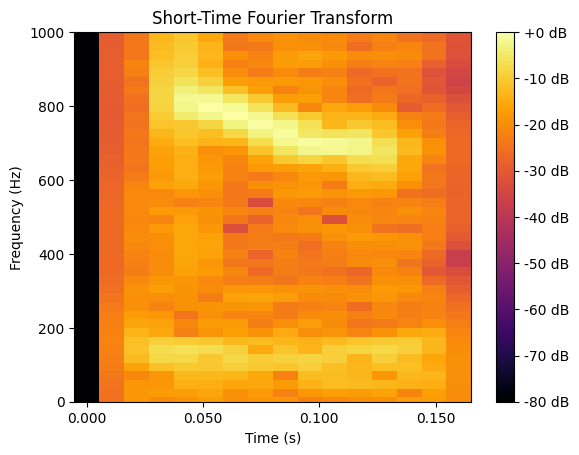 Short-Time Fourier Transform
Frequency (Hz)
1000
800
600
400
200
0
0.000
0.050
0.100
0.150
Time (s)
+0 dB
-10 dB
-20 dB
-30 dB
-40 dB
-50 dB
-60 dB
-70 dB
-80 dB